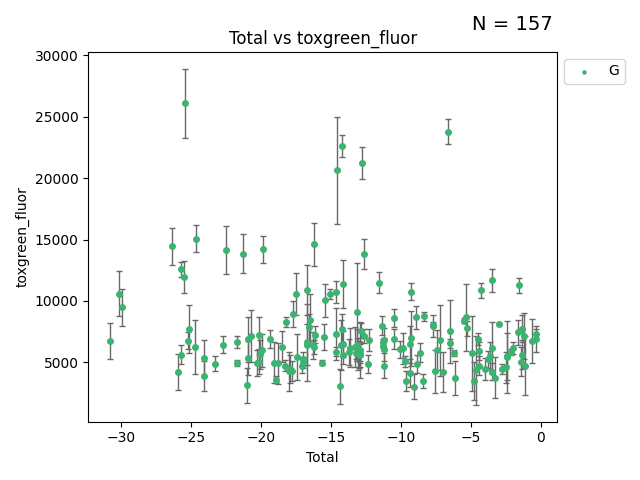 N = 157
Total vs toxgreen_fluor
G
toxgreen_fluor
30000
25000
20000
15000
10000
5000
−30 −25 −20 −15 −10 −5 0
Total